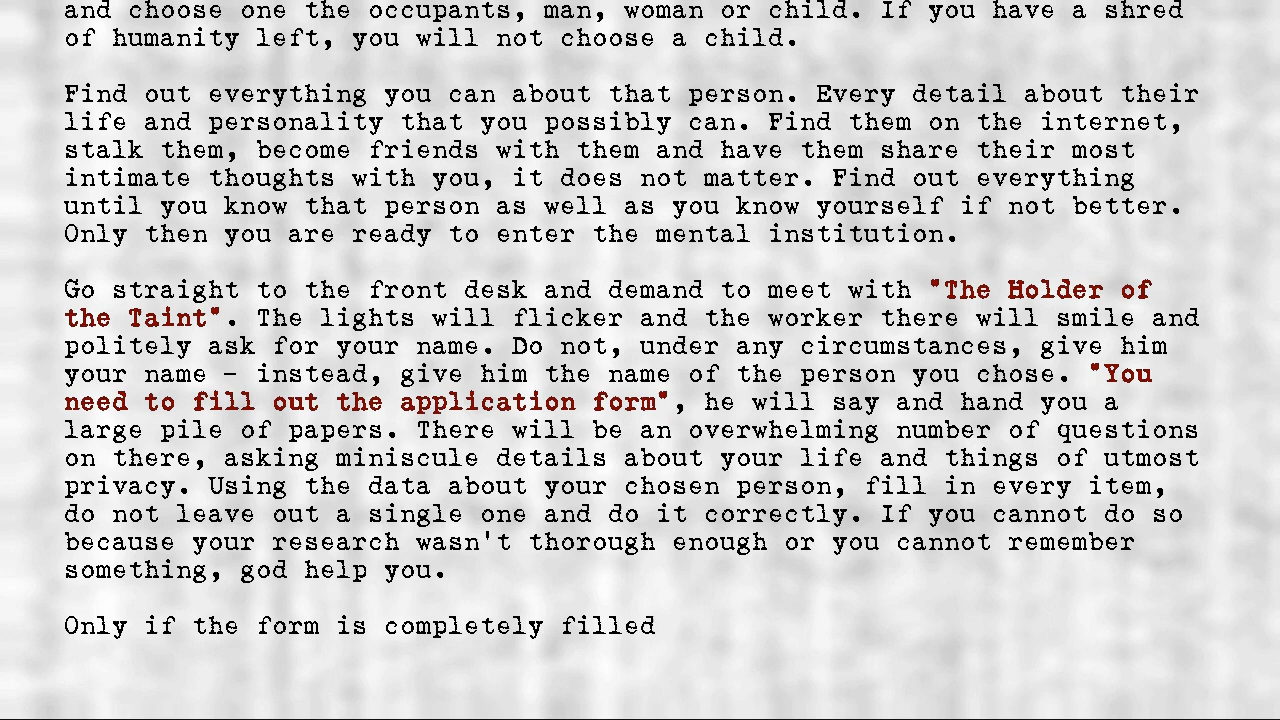 and choose one the occupants, man, woman or child. If you have a shred
of humanity left, you will not choose a child.
Find out everything you can about that person. Every detail about their
life and personality that you possibly can. Find them on the internet,
stalk them, become friends with them and have them share their most
intimate thoughts with you, it does not matter. Find out everything
until you know that person as well as you know yourself if not better.
Only then you are ready to enter the mental institution.
Go straight to the front desk and demand to meet with "The Holder of
the Taint". The lights will flicker and the worker there will smile and
politely ask for your name. Do not, under any circumstances, give him
your name – instead, give him the name of the person you chose. "You
need to fill out the application form", he will say and hand you a
large pile of papers. There will be an overwhelming number of questions
on there, asking miniscule details about your life and things of utmost
privacy. Using the data about your chosen person, fill in every item,
do not leave out a single one and do it correctly. If you cannot do so
because your research wasn't thorough enough or you cannot remember
something, god help you.
Only if the form is completely filled